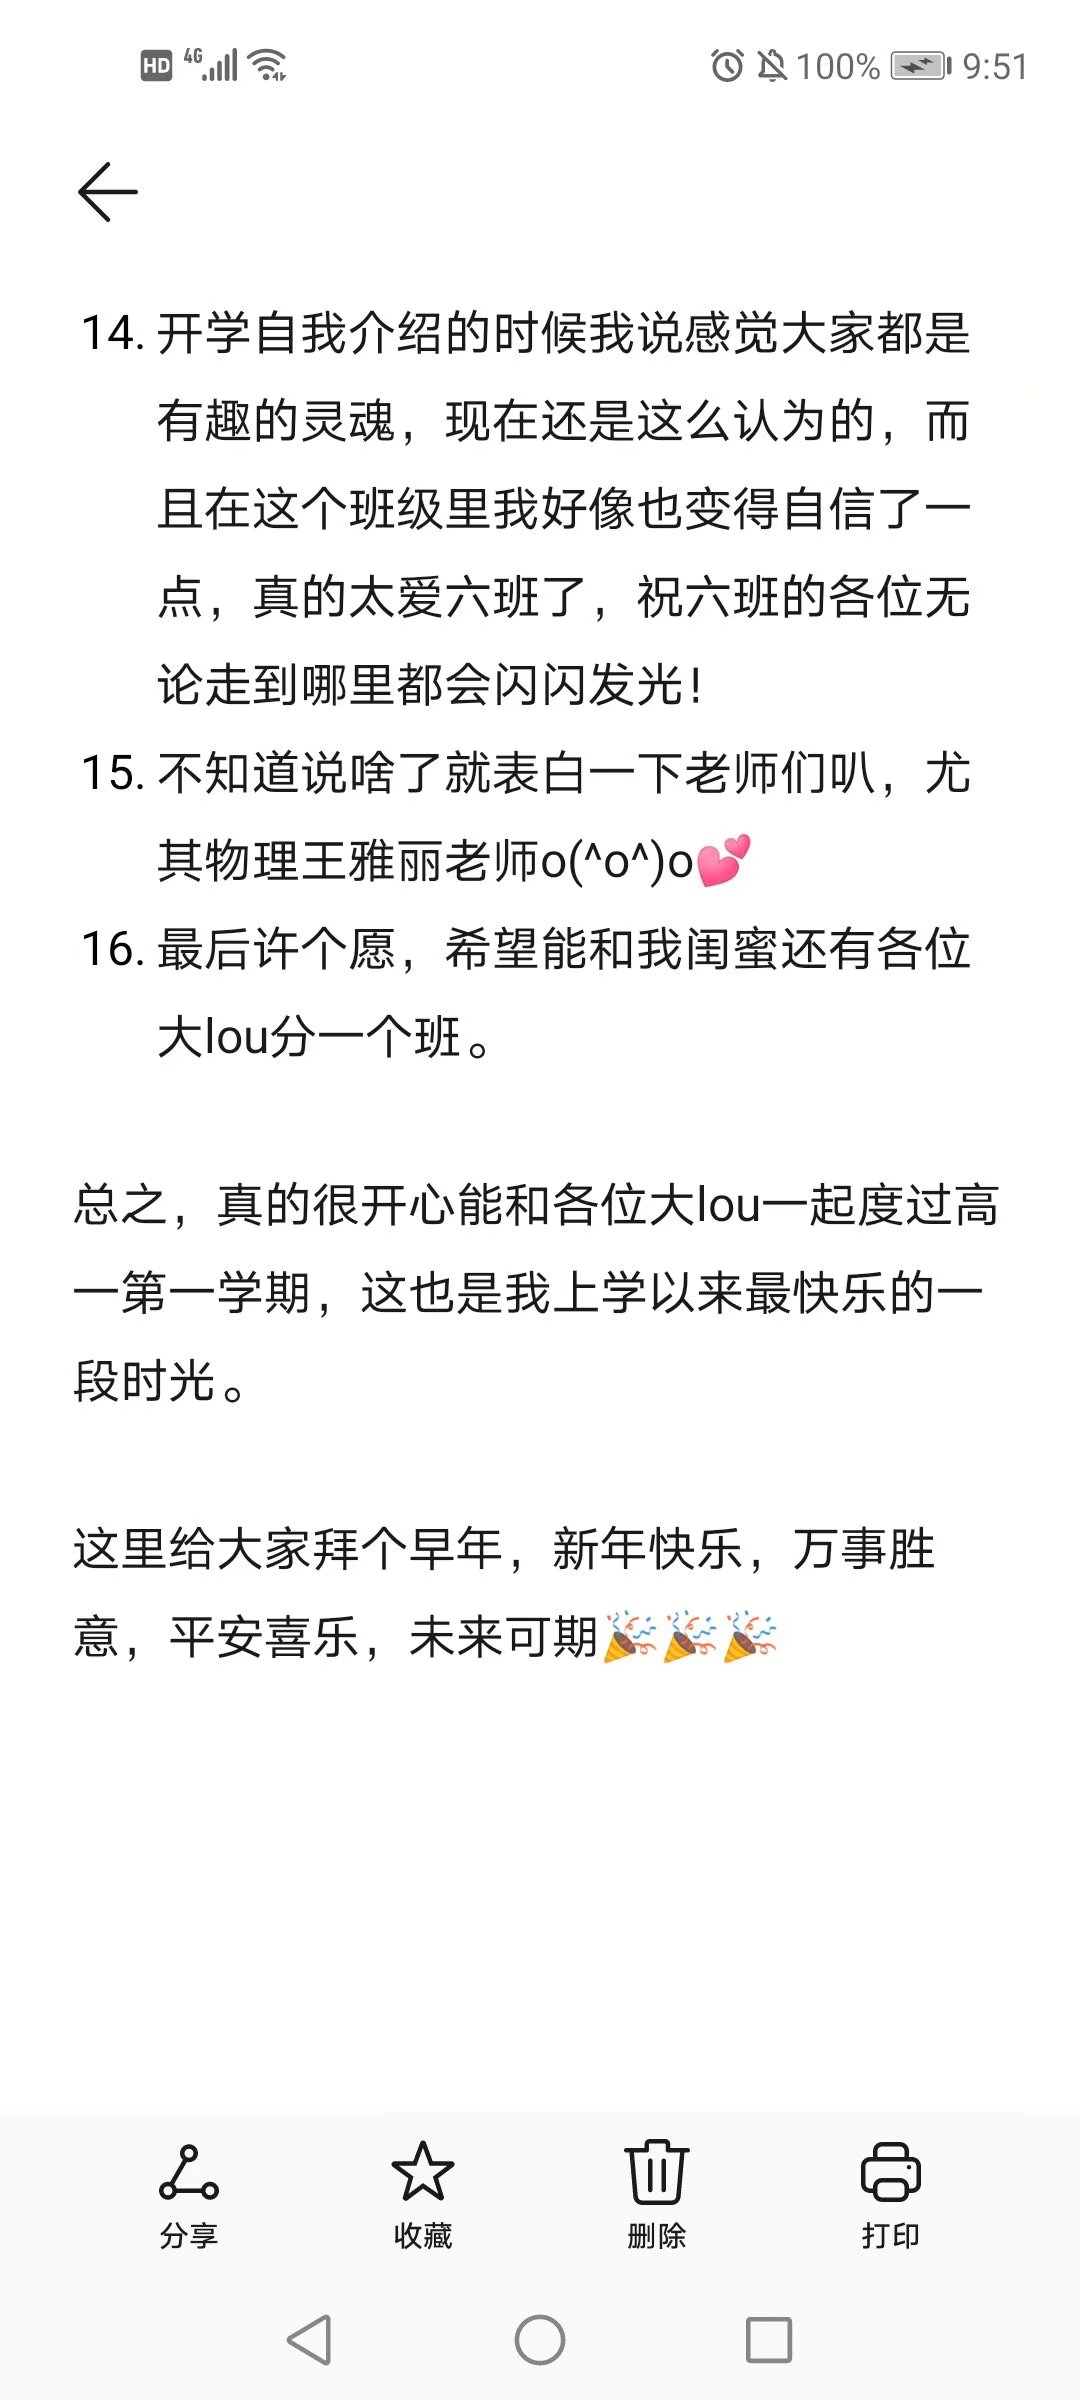 HD 4G 100% 9:51
14. 开学自我介绍的时候我说感觉大家都是
有趣的灵魂，现在还是这么认为的，而
且在这个班级里我好像也变得自信了一
点，真的太爱六班了，祝六班的各位无
论走到哪里都会闪闪发光！
15. 不知道说啥了就表白一下老师们叭，尤
其物理王雅丽老师o(^o^)o💕
16. 最后许个愿，希望能和我闺蜜还有各位
大lou分一个班。
总之，真的很开心能和各位大lou一起度过高
一第一学期，这也是我上学以来最快乐的一
段时光。
这里给大家拜个早年，新年快乐，万事胜
意，平安喜乐，未来可期🎉🎉🎉
分享 收藏 删除 打印